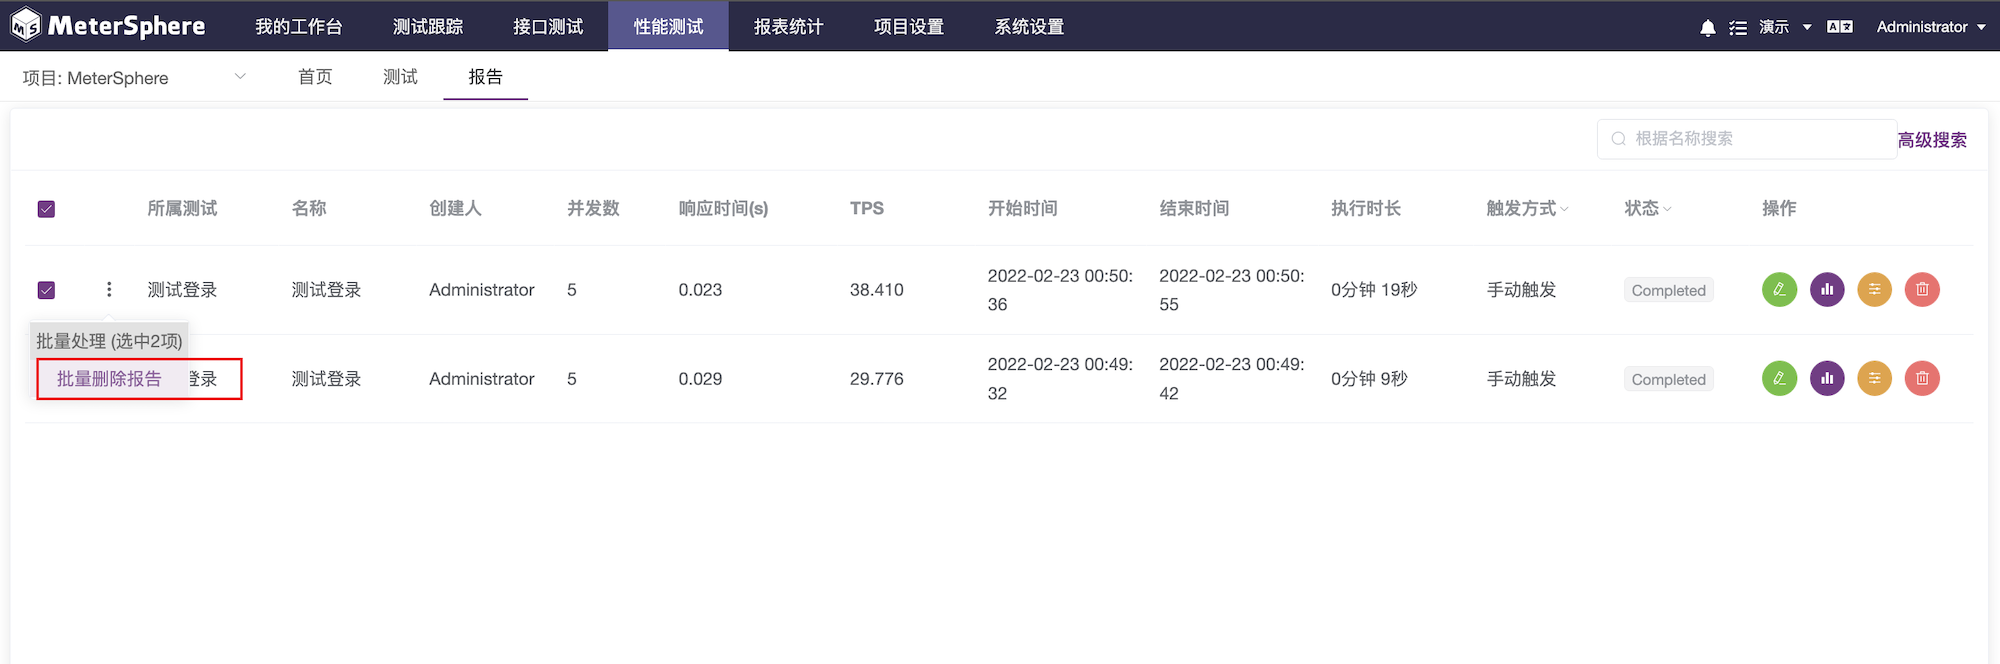 MeterSphere 我的工作台 测试跟踪 接口测试 性能测试 报表统计 项目设置 系统设置 演示 Administrator
项目: MeterSphere 首页 测试 报告
根据名称搜索 高级搜索
所属测试 名称 创建人 并发数 响应时间(s) TPS 开始时间 结束时间 执行时长 触发方式 状态 操作
测试登录 测试登录 Administrator 5 0.023 38.410 2022-02-23 00:50:36 2022-02-23 00:50:55 0分钟 19秒 手动触发 Completed
批量处理 (选中2项)
批量删除报告 登录 测试登录 Administrator 5 0.029 29.776 2022-02-23 00:49:32 2022-02-23 00:49:42 0分钟 9秒 手动触发 Completed